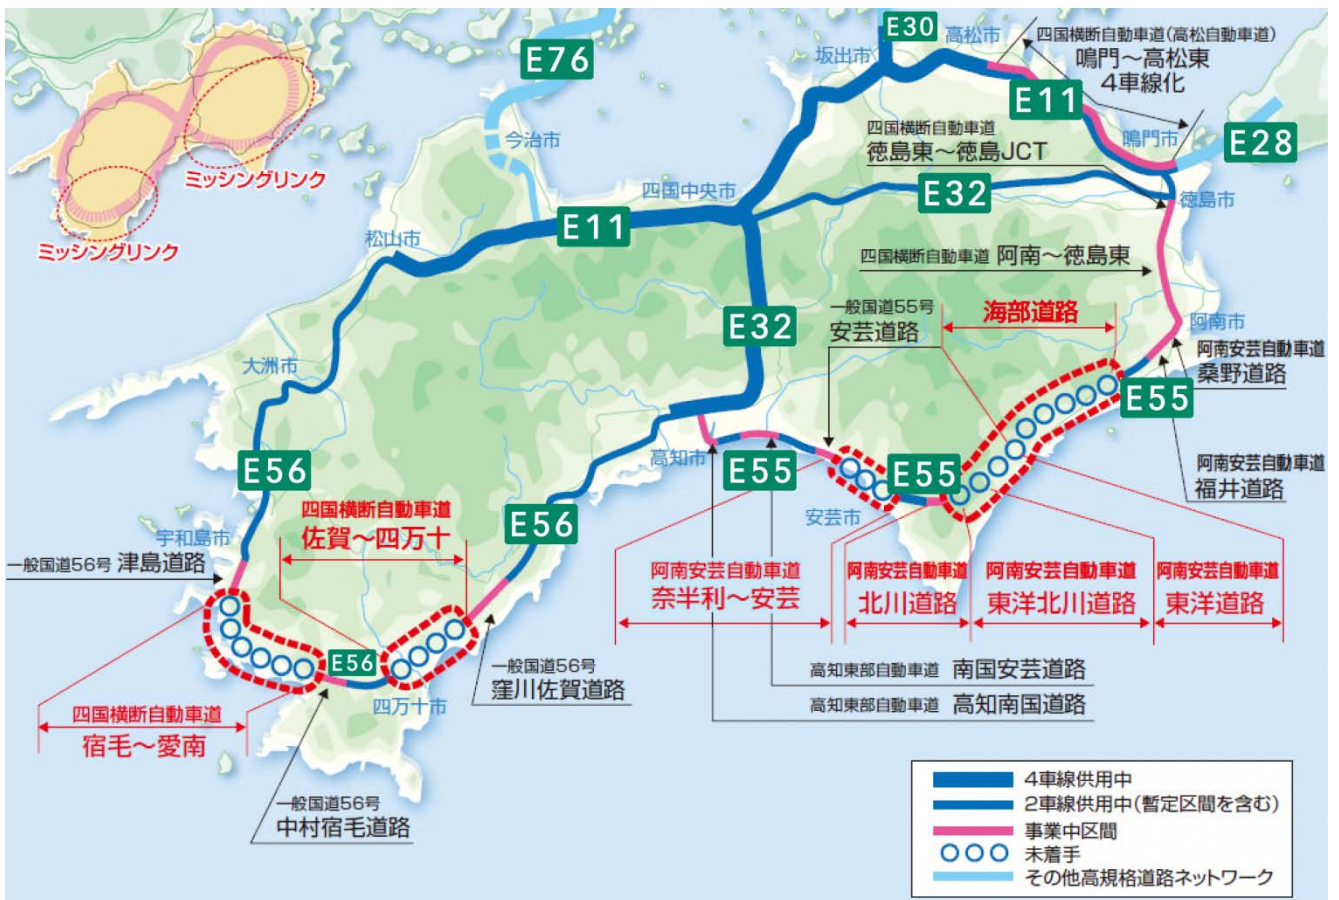 E30
高松市
四国横断自動車道(高松自動車道)
鳴門～高松東
4車線化
坂出市
E76
E11
四国横断自動車道
徳島東～徳島JCT
鳴門市
E28
今治市
ミッシングリンク
ミッシングリンク
四国中央市
E32
徳島市
松山市
E11
四国横断自動車道 阿南～徳島東
一般国道55号
安芸道路
海部道路
阿南市
E32
大洲市
阿南安芸自動車道
桑野道路
E55
高知市
E55
E55
阿南安芸自動車道
福井道路
E56
四国横断自動車道
佐賀～四万十
E56
安芸市
宇和島市
一般国道56号 津島道路
阿南安芸自動車道
奈半利～安芸
阿南安芸自動車道
北川道路
阿南安芸自動車道
東洋北川道路
阿南安芸自動車道
東洋道路
E56
一般国道56号
窪川佐賀道路
高知東部自動車道 南国安芸道路
高知東部自動車道 高知南国道路
四万十市
四国横断自動車道
宿毛～愛南
一般国道56号
中村宿毛道路
4車線供用中
2車線供用中(暫定区間を含む)
事業中区間
未着手
その他高規格道路ネットワーク